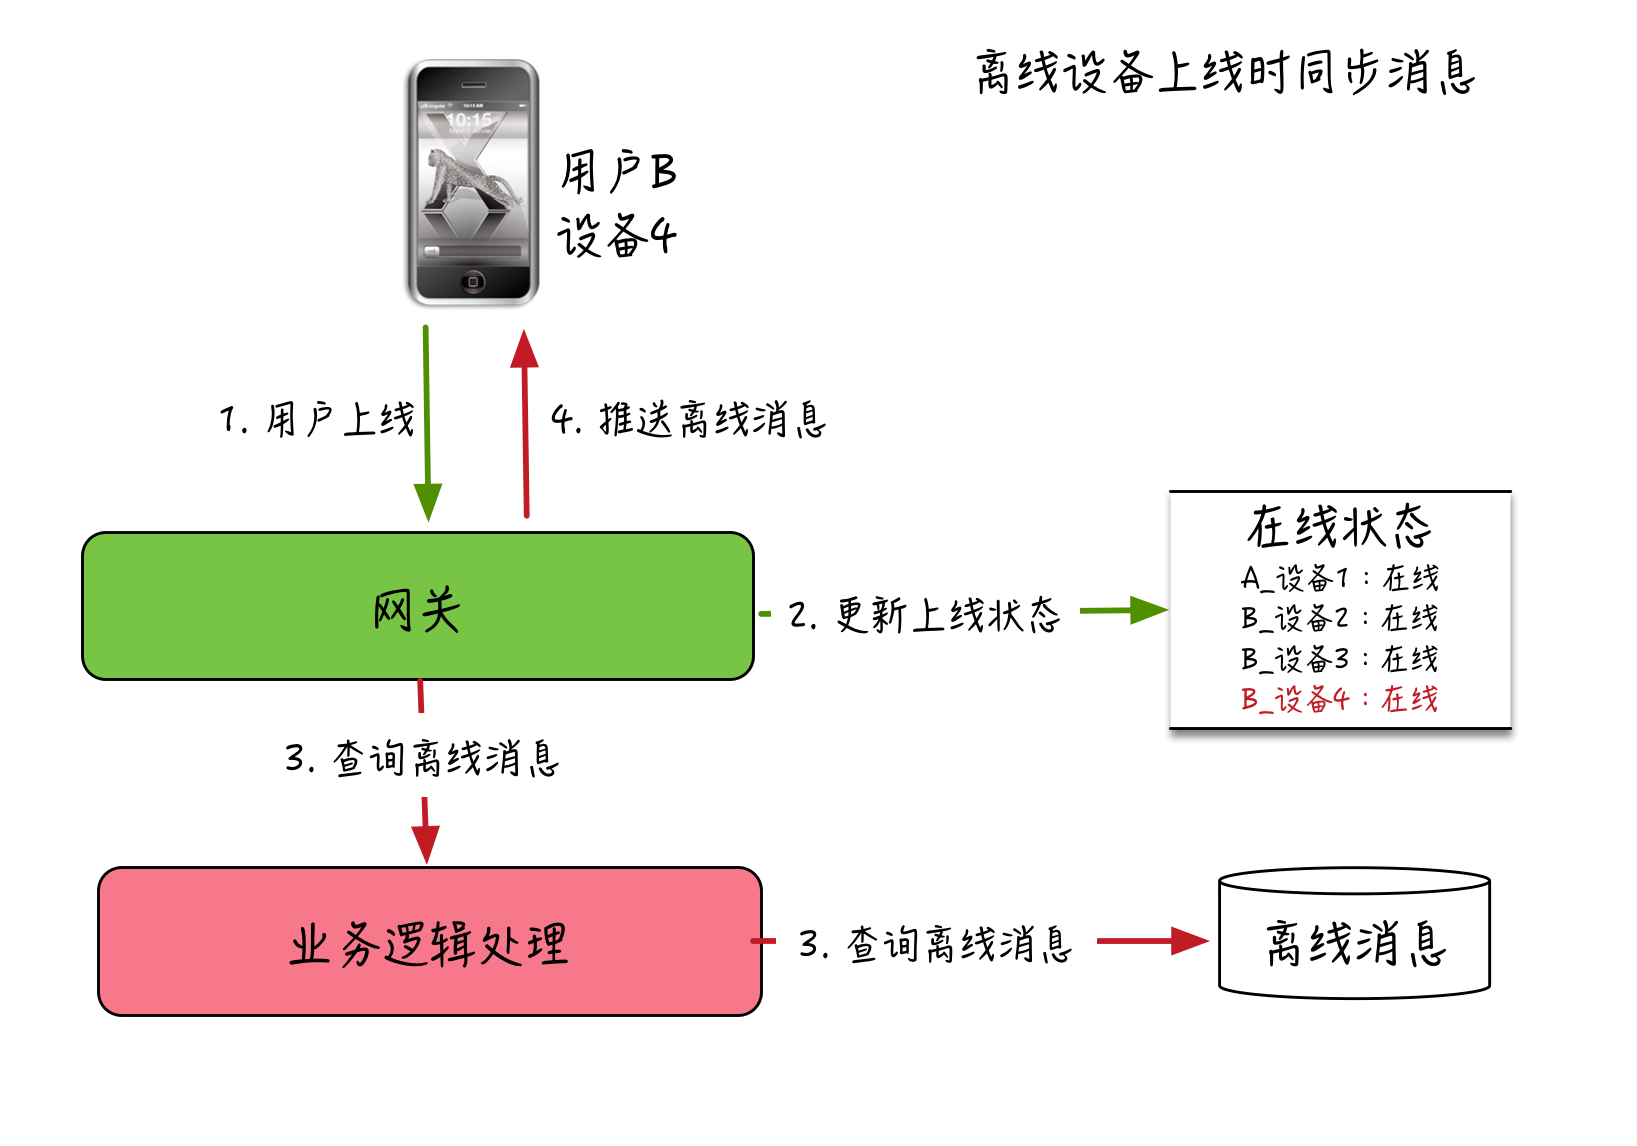 离线设备上线时同步消息
10:15 AM
10:15
用户B
设备4
1. 用户上线
4. 推送离线消息
网关
2. 更新上线状态
在线状态
A_设备1：在线
B_设备2：在线
B_设备3：在线
B_设备4：在线
3. 查询离线消息
业务逻辑处理
3. 查询离线消息
离线消息